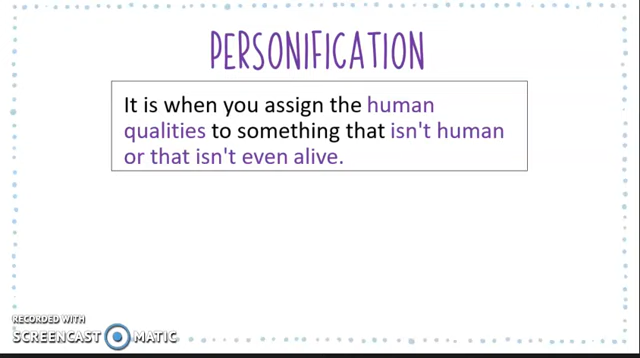 PERSONIFICATION
It is when you assign the human
qualities to something that isn't human
or that isn't even alive.
RECORDED WITH
SCREENCAST MATIC